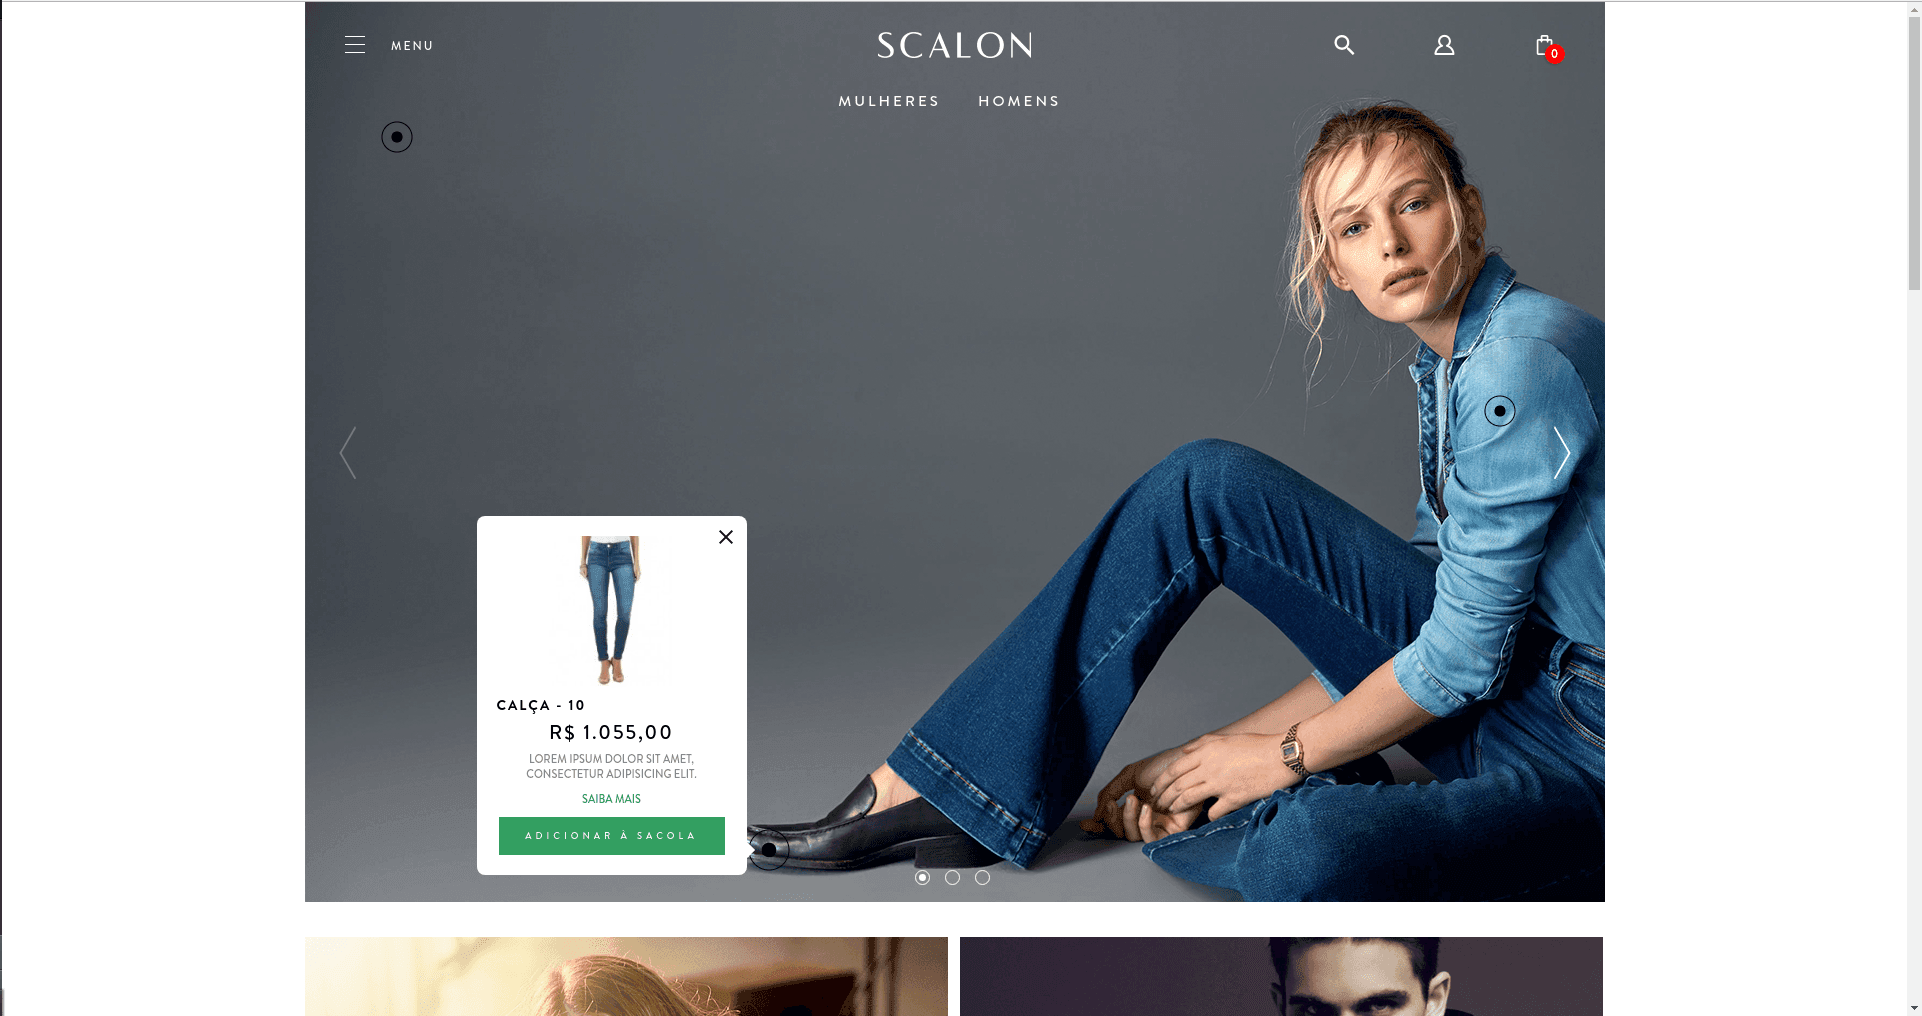 MENU
SCALON
0
MULHERES HOMENS
CALÇA - 10
R$ 1.055,00
LOREM IPSUM DOLOR SIT AMET,
CONSECTETUR ADIPISICING ELIT.
SAIBA MAIS
ADICIONAR À SACOLA